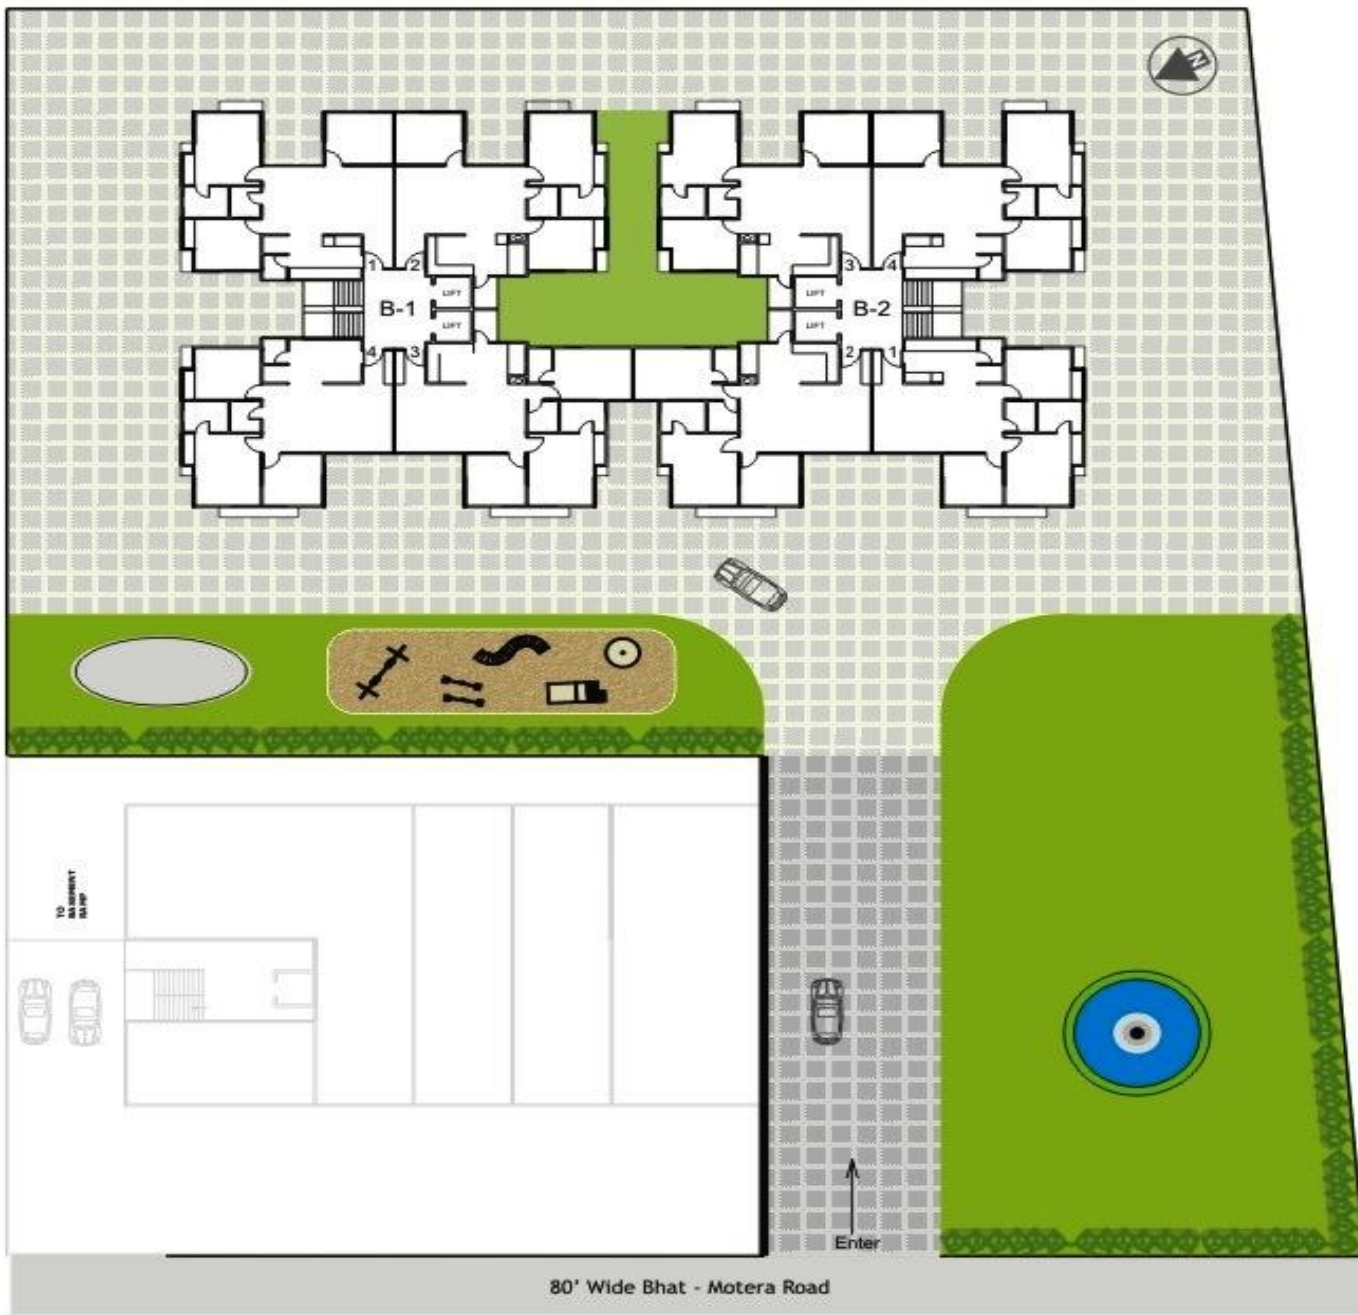 N
1 2
LIFT
B-1
LIFT
4 3
3 4
LIFT
B-2
LIFT
2 1
TO
BASEMENT
RAMP
Enter
80' Wide Bhat - Motera Road